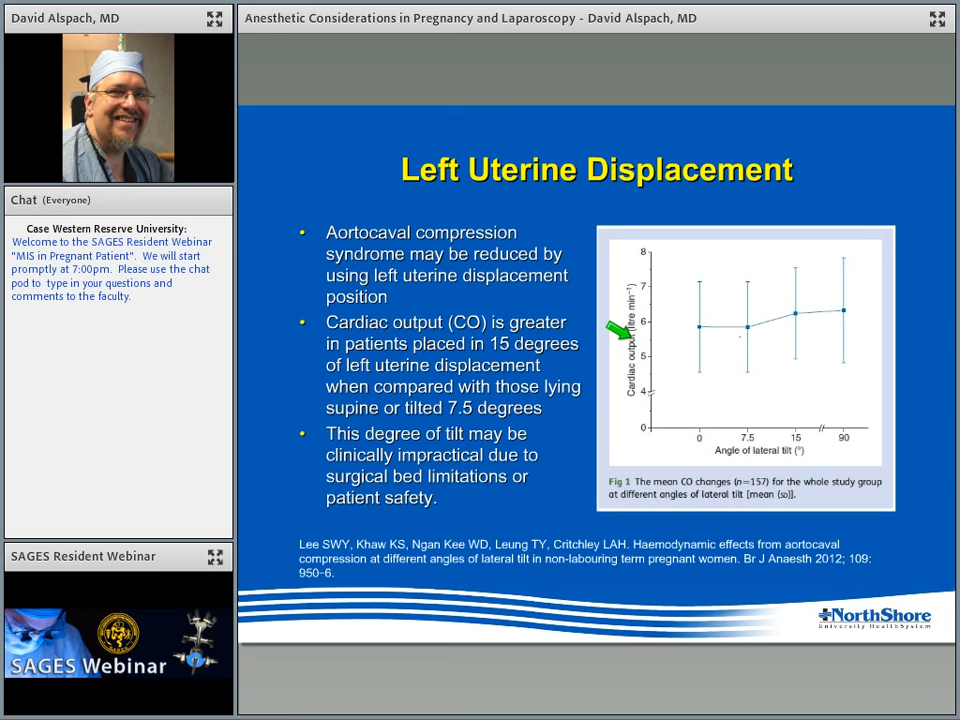 David Alspach, MD
Anesthetic Considerations in Pregnancy and Laparoscopy - David Alspach, MD
Chat (Everyone)
Case Western Reserve University:
Welcome to the SAGES Resident Webinar
"MIS in Pregnant Patient". We will start
promptly at 7:00pm. Please use the chat
pod to type in your questions and
comments to the faculty.
SAGES Resident Webinar
SAGES Webinar
Left Uterine Displacement
• Aortocaval compression
syndrome may be reduced by
using left uterine displacement
position
• Cardiac output (CO) is greater
in patients placed in 15 degrees
of left uterine displacement
when compared with those lying
supine or tilted 7.5 degrees
• This degree of tilt may be
clinically impractical due to
surgical bed limitations or
patient safety.
Cardiac output (litre min⁻¹)
8
7
6
5
4
0
0 7.5 15 90
Angle of lateral tilt (°)
Fig 1 The mean CO changes (n=157) for the whole study group
at different angles of lateral tilt [mean (SD)].
Lee SWY, Khaw KS, Ngan Kee WD, Leung TY, Critchley LAH. Haemodynamic effects from aortocaval
compression at different angles of lateral tilt in non-labouring term pregnant women. Br J Anaesth 2012; 109:
950–6.
NorthShore
University HealthSystem